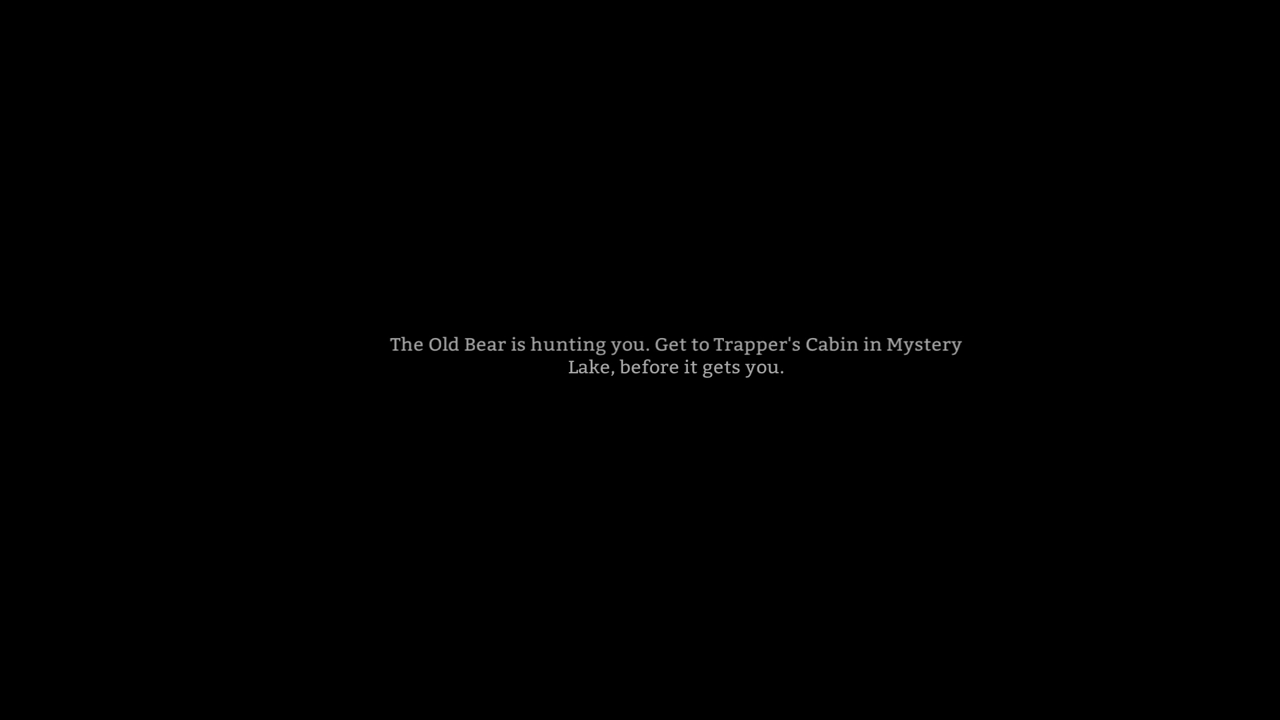 The Old Bear is hunting you. Get to Trapper's Cabin in Mystery
Lake, before it gets you.